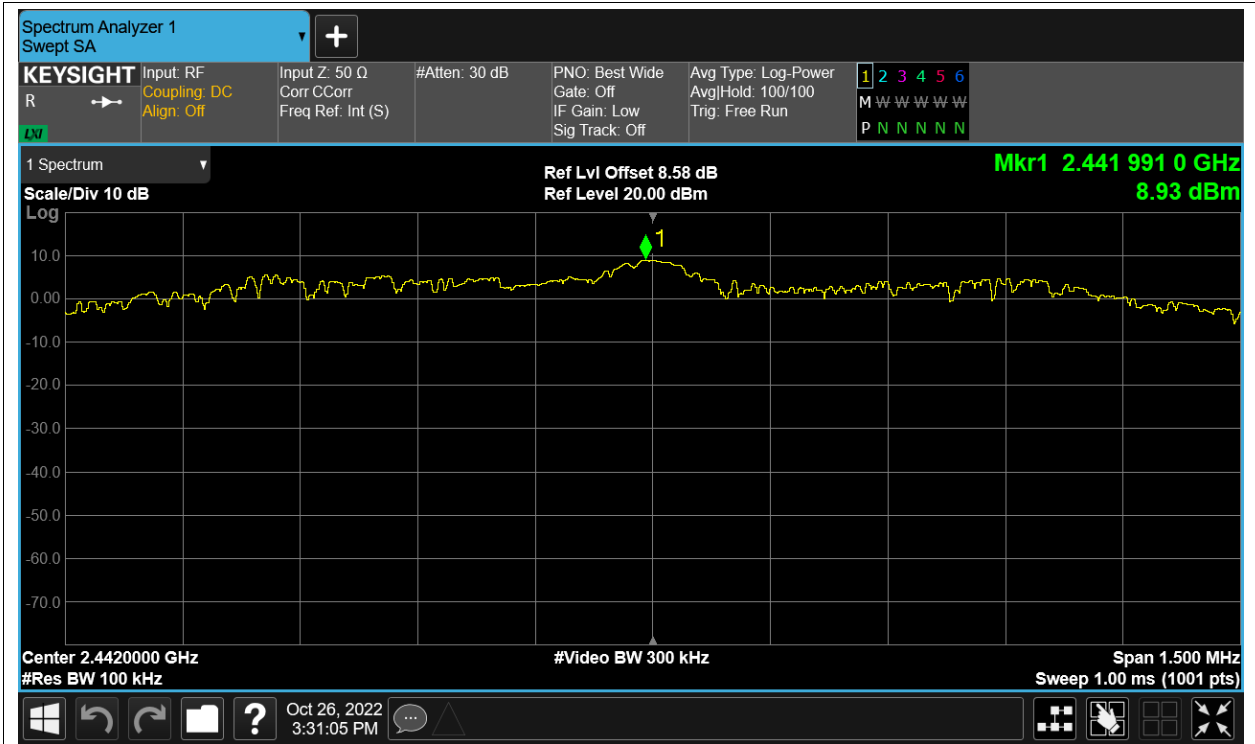 Spectrum Analyzer 1
Swept SA
KEYSIGHT
R
LXI
Input: RF
Coupling: DC
Align: Off
Input Z: 50 Ω
Corr CCorr
Freq Ref: Int (S)
#Atten: 30 dB
PNO: Best Wide
Gate: Off
IF Gain: Low
Sig Track: Off
Avg Type: Log-Power
Avg|Hold: 100/100
Trig: Free Run
1 2 3 4 5 6
M W W W W W
P N N N N N
1 Spectrum
Scale/Div 10 dB
Log
Ref Lvl Offset 8.58 dB
Ref Level 20.00 dBm
Mkr1 2.441 991 0 GHz
8.93 dBm
1
10.0
0.00
-10.0
-20.0
-30.0
-40.0
-50.0
-60.0
-70.0
Center 2.4420000 GHz
#Video BW 300 kHz
Span 1.500 MHz
#Res BW 100 kHz
Sweep 1.00 ms (1001 pts)
?
Oct 26, 2022
3:31:05 PM